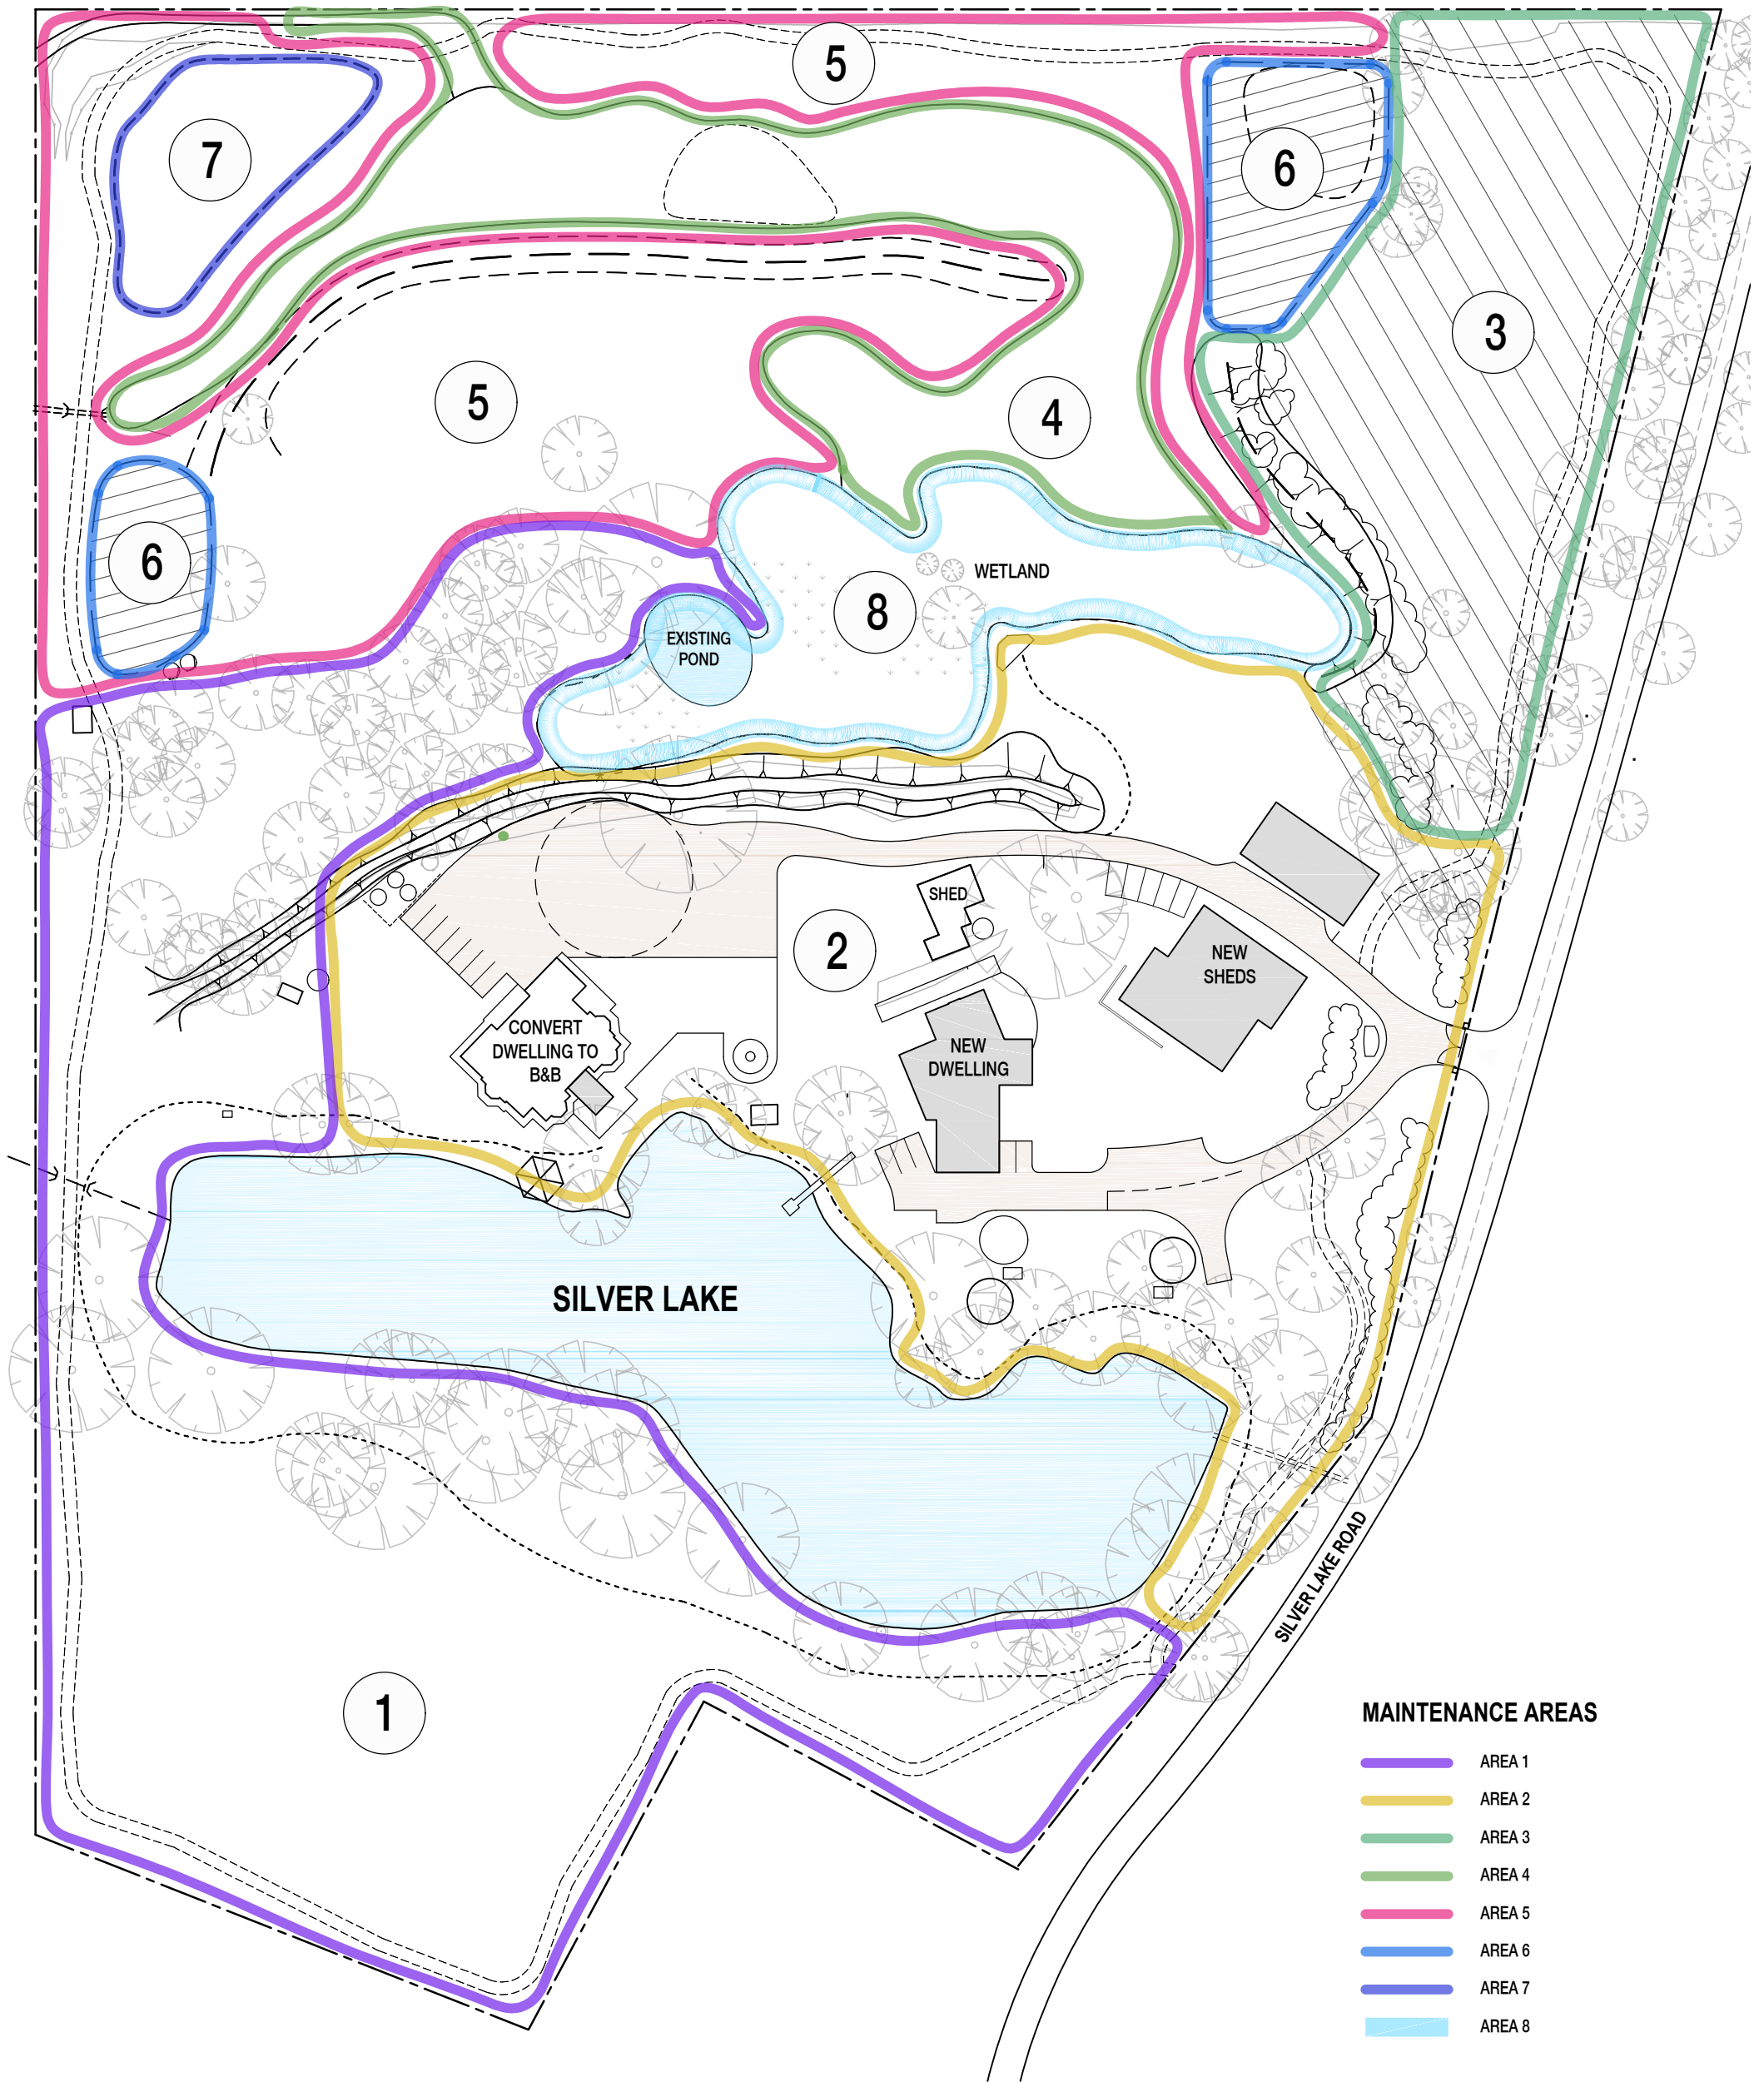 5
7
6
3
5
4
6
WETLAND
8
EXISTING
POND
SHED
2
NEW
SHEDS
CONVERT
DWELLING TO
B&B
NEW
DWELLING
SILVER LAKE
SILVER LAKE ROAD
1
MAINTENANCE AREAS
AREA 1
AREA 2
AREA 3
AREA 4
AREA 5
AREA 6
AREA 7
AREA 8